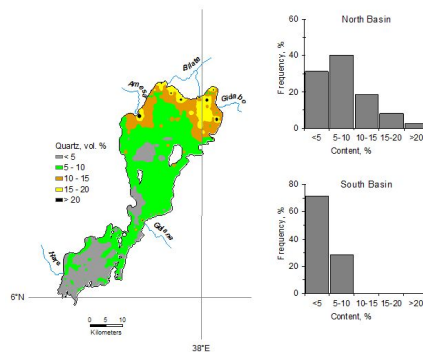 Bilate
Amesa
Gidabo
Quartz, vol. %
< 5
5 - 10
10 - 15
15 - 20
> 20
Gidana
Hare
6°N
0 5 10
Kilometers
38°E
North Basin
Frequency, %
60
40
20
0
<5 5-10 10-15 15-20 >20
Content, %
South Basin
Frequency, %
80
60
40
20
0
<5 5-10 10-15 15-20 >20
Content, %